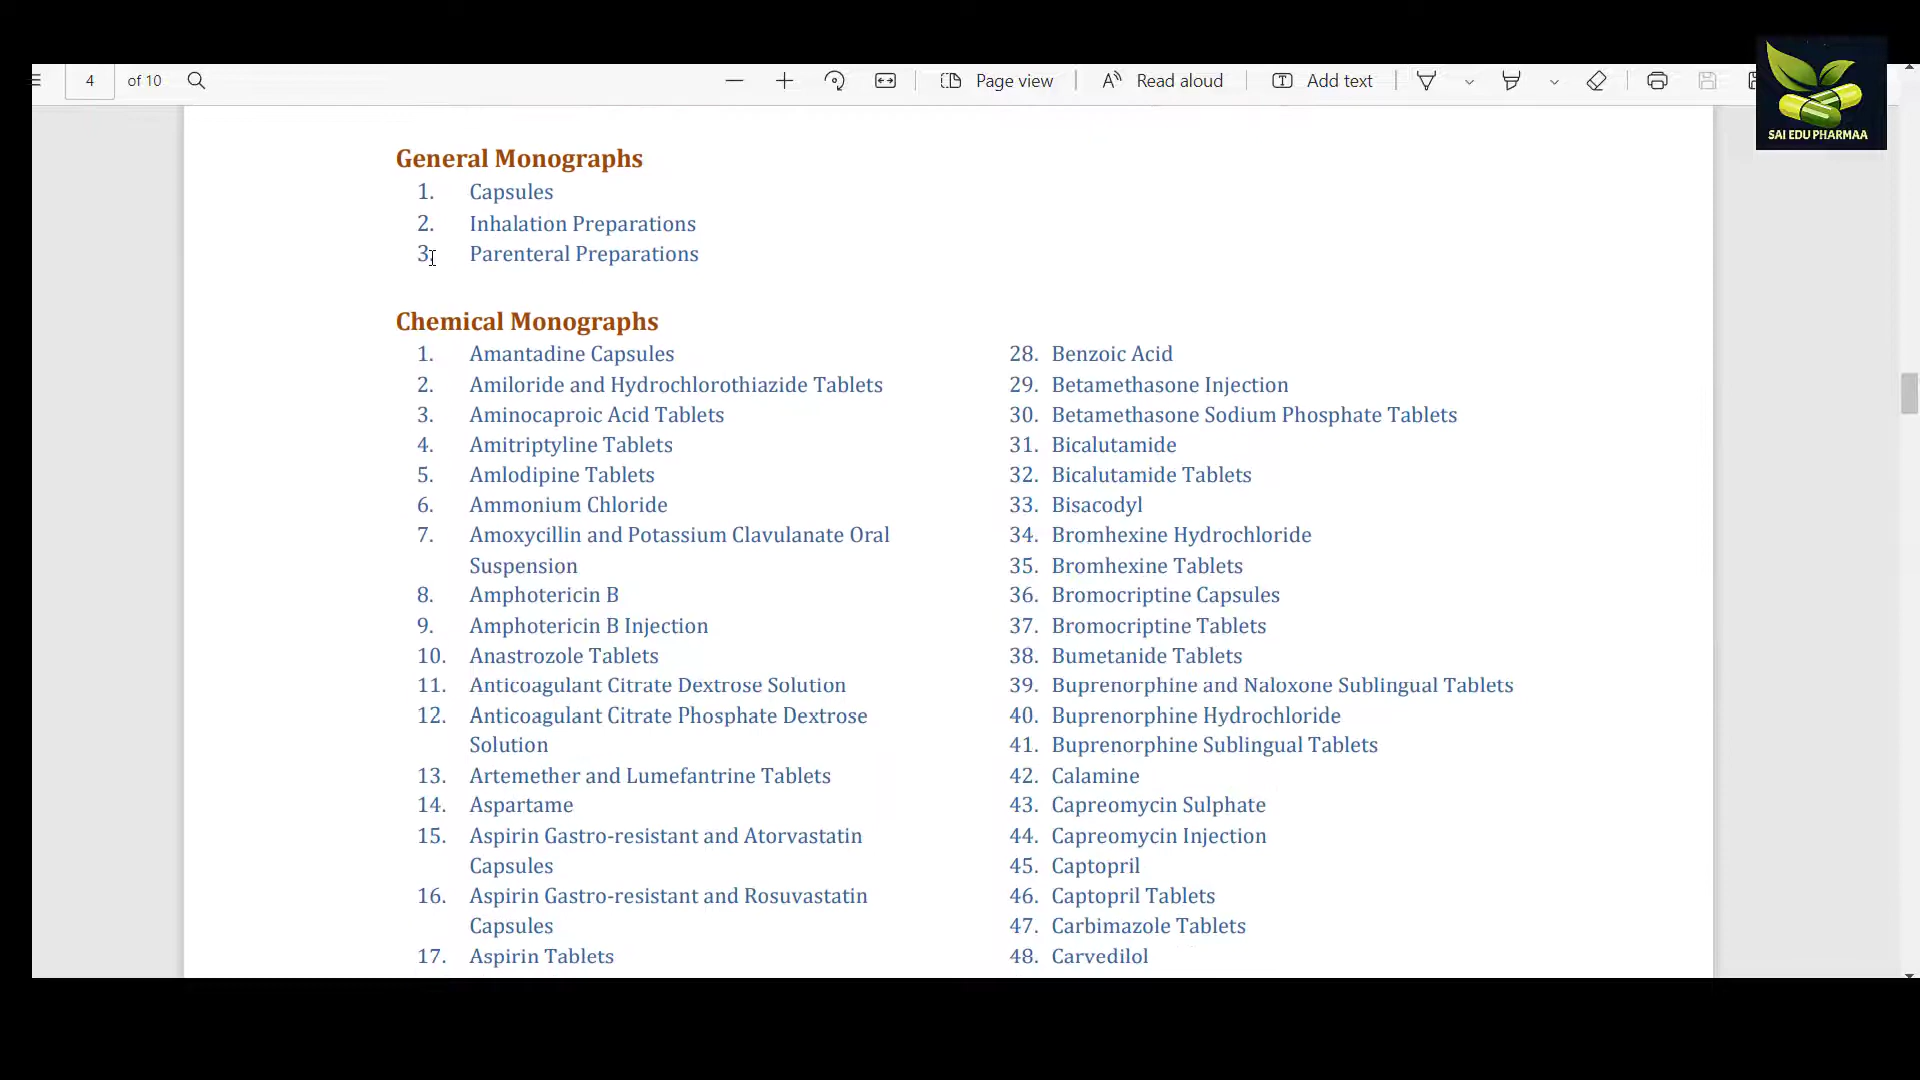 4 of 10 Page view Read aloud Add text
SAI EDU PHARMAA
General Monographs
1. Capsules
2. Inhalation Preparations
3. Parenteral Preparations
Chemical Monographs
1. Amantadine Capsules
2. Amiloride and Hydrochlorothiazide Tablets
3. Aminocaproic Acid Tablets
4. Amitriptyline Tablets
5. Amlodipine Tablets
6. Ammonium Chloride
7. Amoxycillin and Potassium Clavulanate Oral
Suspension
8. Amphotericin B
9. Amphotericin B Injection
10. Anastrozole Tablets
11. Anticoagulant Citrate Dextrose Solution
12. Anticoagulant Citrate Phosphate Dextrose
Solution
13. Artemether and Lumefantrine Tablets
14. Aspartame
15. Aspirin Gastro-resistant and Atorvastatin
Capsules
16. Aspirin Gastro-resistant and Rosuvastatin
Capsules
17. Aspirin Tablets
28. Benzoic Acid
29. Betamethasone Injection
30. Betamethasone Sodium Phosphate Tablets
31. Bicalutamide
32. Bicalutamide Tablets
33. Bisacodyl
34. Bromhexine Hydrochloride
35. Bromhexine Tablets
36. Bromocriptine Capsules
37. Bromocriptine Tablets
38. Bumetanide Tablets
39. Buprenorphine and Naloxone Sublingual Tablets
40. Buprenorphine Hydrochloride
41. Buprenorphine Sublingual Tablets
42. Calamine
43. Capreomycin Sulphate
44. Capreomycin Injection
45. Captopril
46. Captopril Tablets
47. Carbimazole Tablets
48. Carvedilol